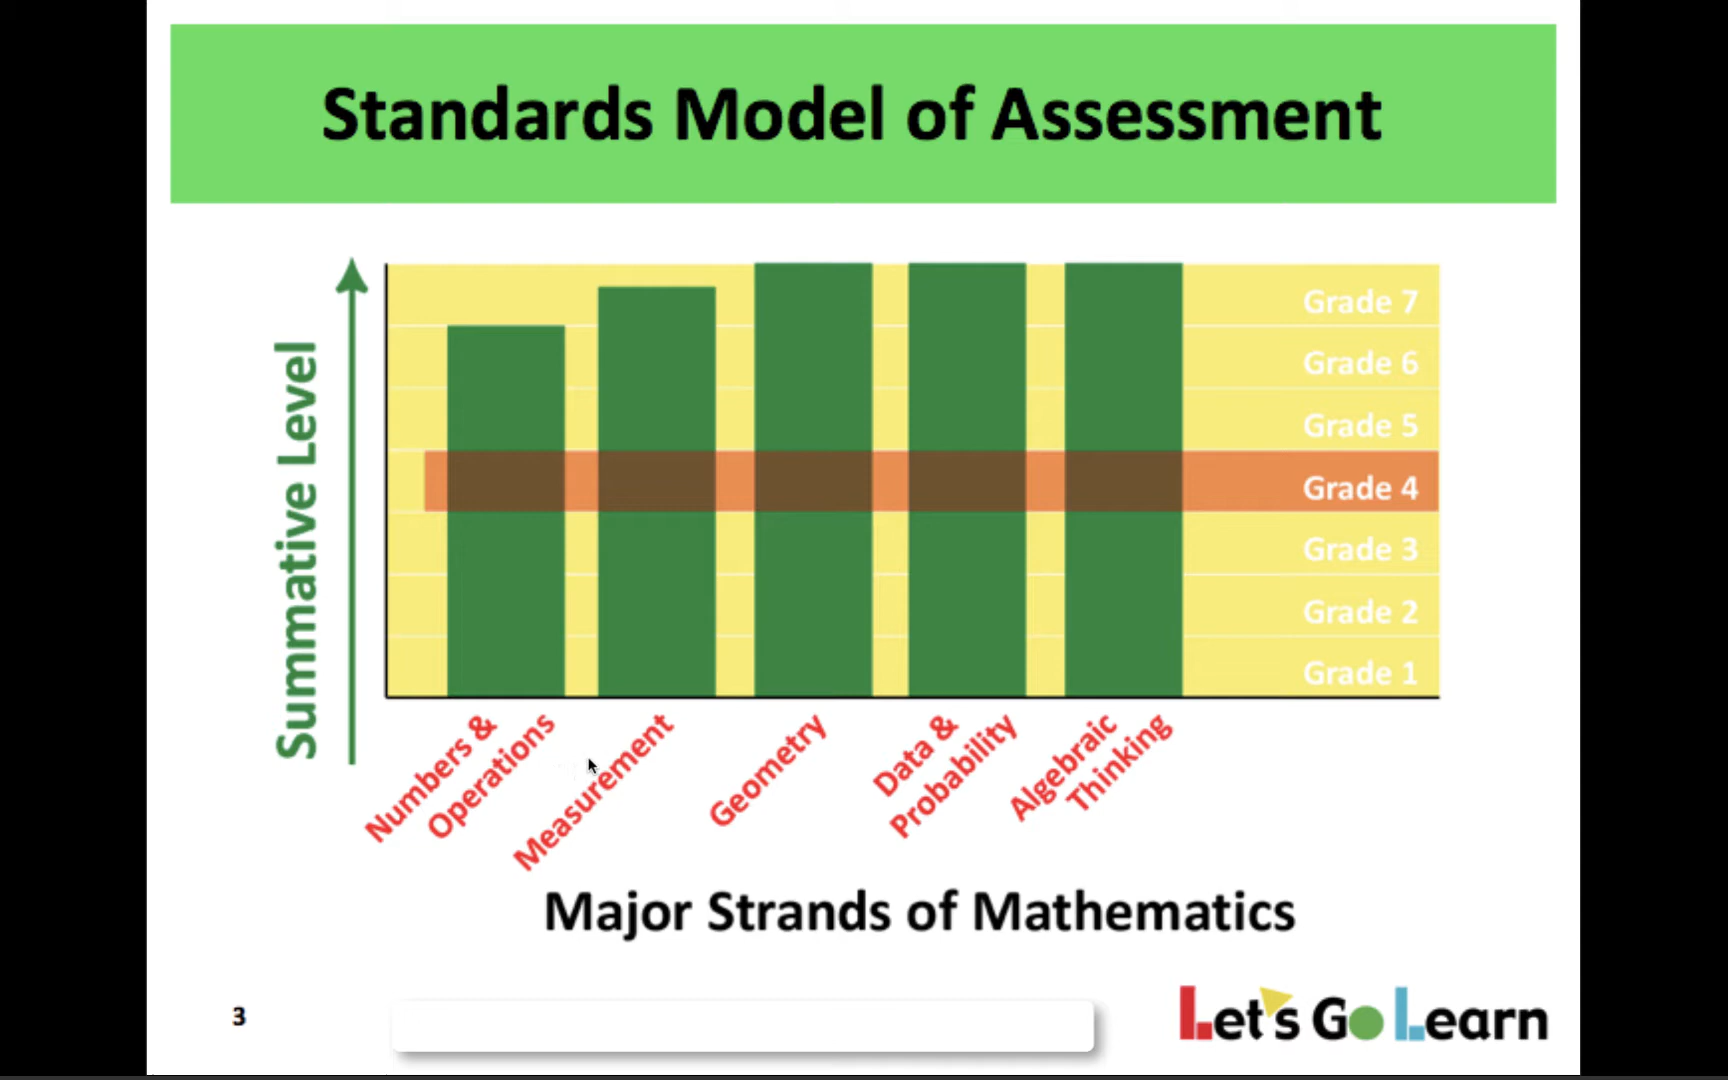 Standards Model of Assessment
Summative Level
Grade 7
Grade 6
Grade 5
Grade 4
Grade 3
Grade 2
Grade 1
Numbers &
Operations
Measurement
Geometry
Data &
Probability
Algebraic
Thinking
Major Strands of Mathematics
3
Let's Go Learn